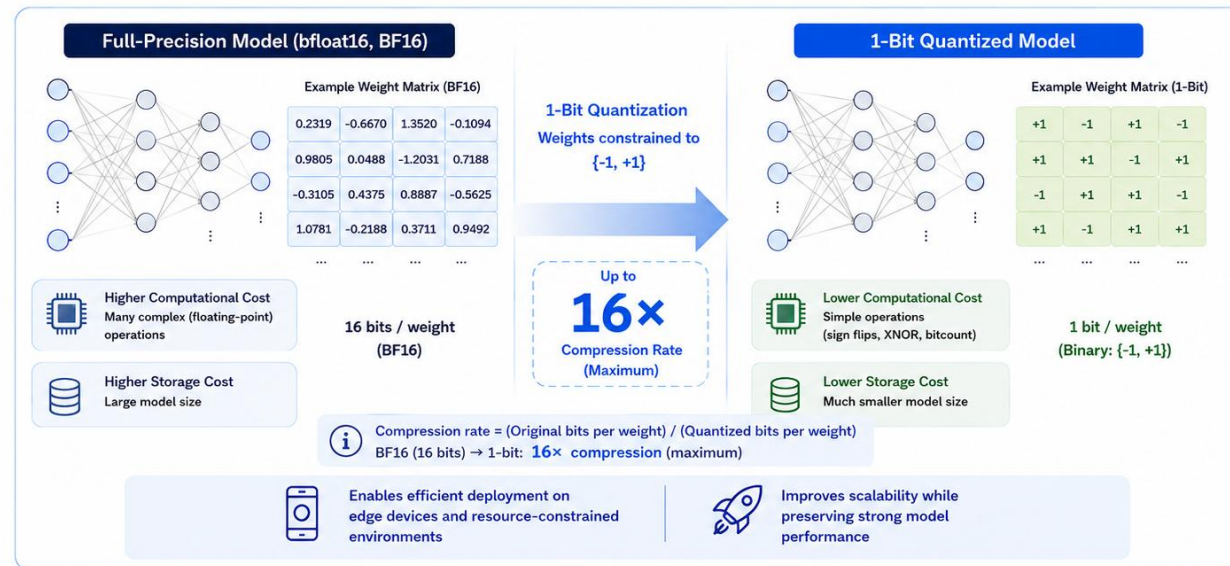 Full-Precision Model (bfloat16, BF16)
Example Weight Matrix (BF16)
0.2319 -0.6670 1.3520 -0.1094
0.9805 0.0488 -1.2031 0.7188
-0.3105 0.4375 0.8887 -0.5625
1.0781 -0.2188 0.3711 0.9492
... ... ... ...
Higher Computational Cost
Many complex (floating-point)
operations
16 bits / weight
(BF16)
Higher Storage Cost
Large model size
1-Bit Quantization
Weights constrained to
{-1, +1}
Up to
16×
Compression Rate
(Maximum)
1-Bit Quantized Model
Example Weight Matrix (1-Bit)
+1 -1 +1 -1
+1 +1 -1 +1
-1 +1 +1 -1
+1 -1 +1 +1
... ... ... ...
Lower Computational Cost
Simple operations
(sign flips, XNOR, bitcount)
1 bit / weight
(Binary: {-1, +1})
Lower Storage Cost
Much smaller model size
Compression rate = (Original bits per weight) / (Quantized bits per weight)
BF16 (16 bits) → 1-bit: 16× compression (maximum)
Enables efficient deployment on
edge devices and resource-constrained
environments
Improves scalability while
preserving strong model
performance